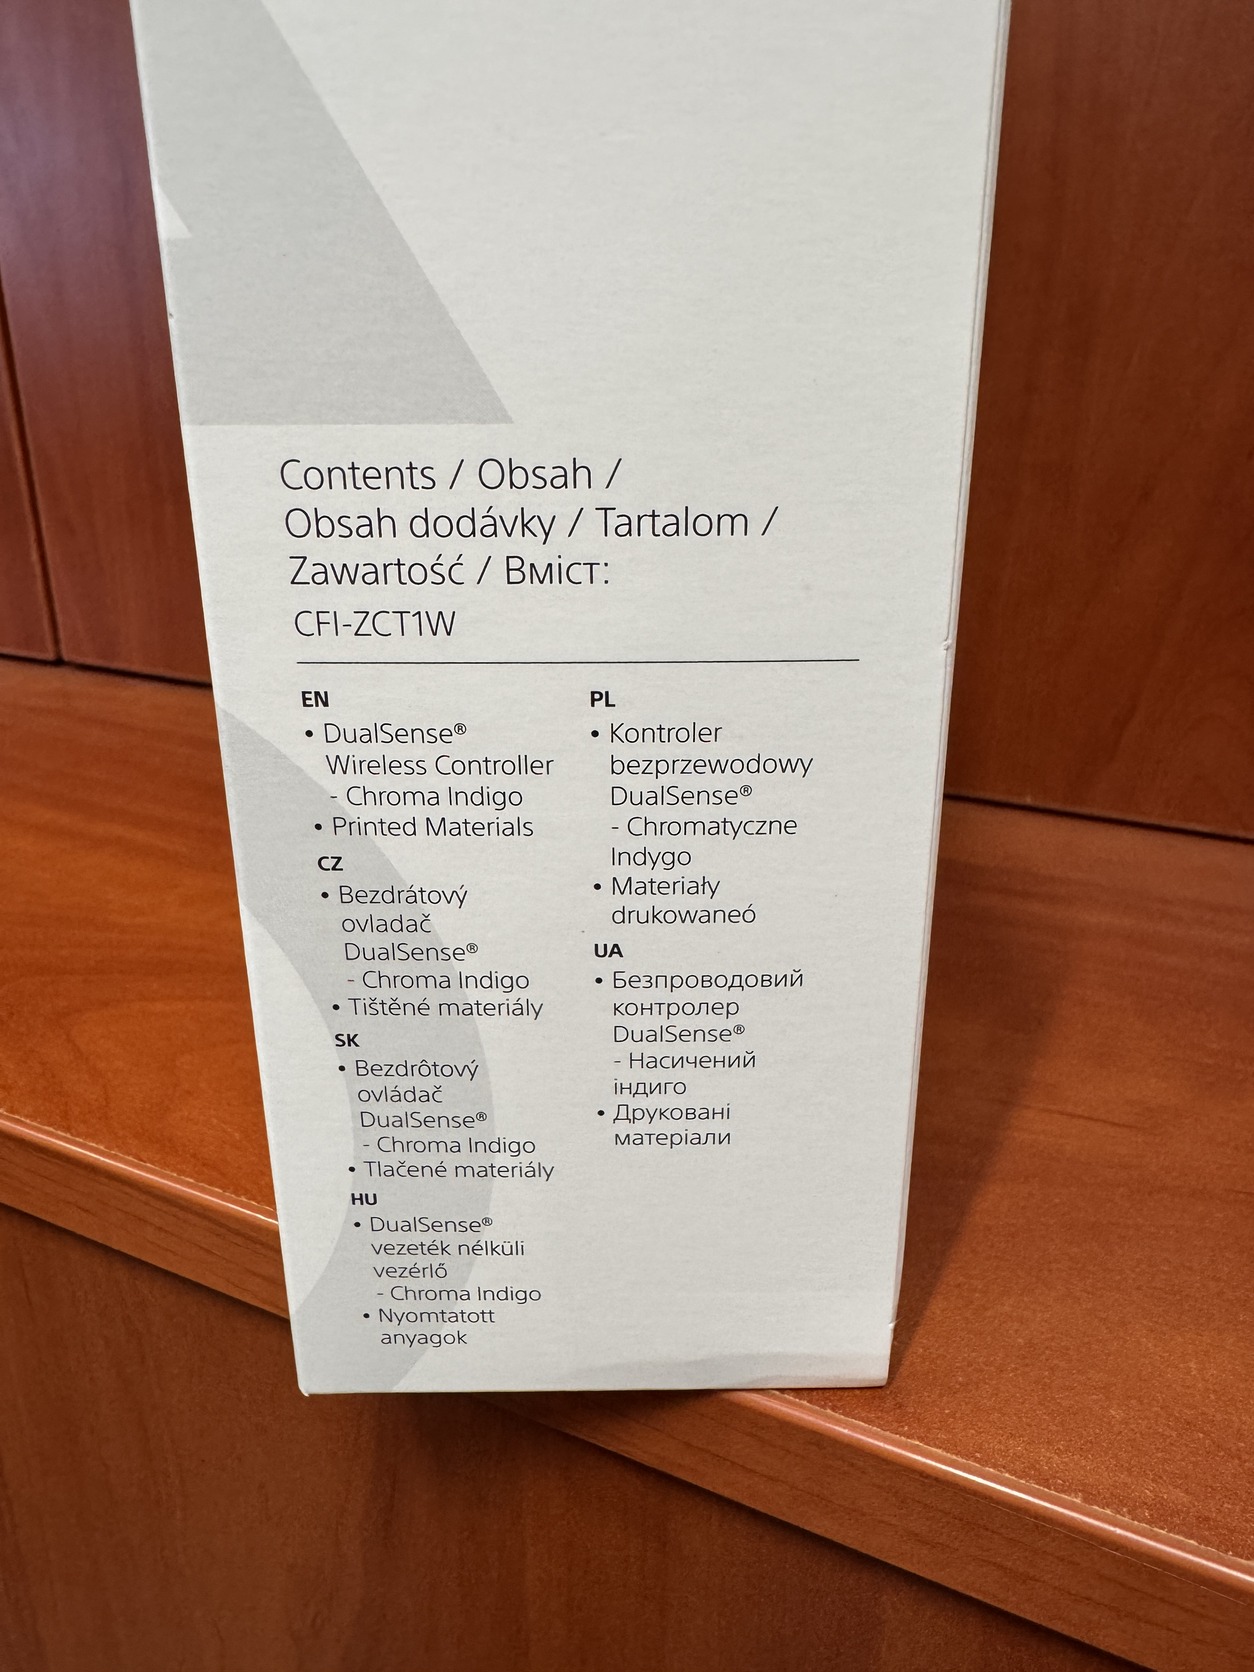 Contents / Obsah /
Obsah dodávky / Tartalom /
Zawartość / Вміст:
CFI-ZCT1W
EN
• DualSense®
Wireless Controller
- Chroma Indigo
• Printed Materials
CZ
• Bezdrátový
ovladač
DualSense®
- Chroma Indigo
• Tištěné materiály
SK
• Bezdrôtový
ovládač
DualSense®
- Chroma Indigo
• Tlačené materiály
HU
• DualSense®
vezeték nélküli
vezérlő
- Chroma Indigo
• Nyomtatott
anyagok
PL
• Kontroler
bezprzewodowy
DualSense®
- Chromatyczne
Indygo
• Materiały
drukowaneó
UA
• Безпроводовий
контролер
DualSense®
- Насичений
індиго
• Друковані
матеріали